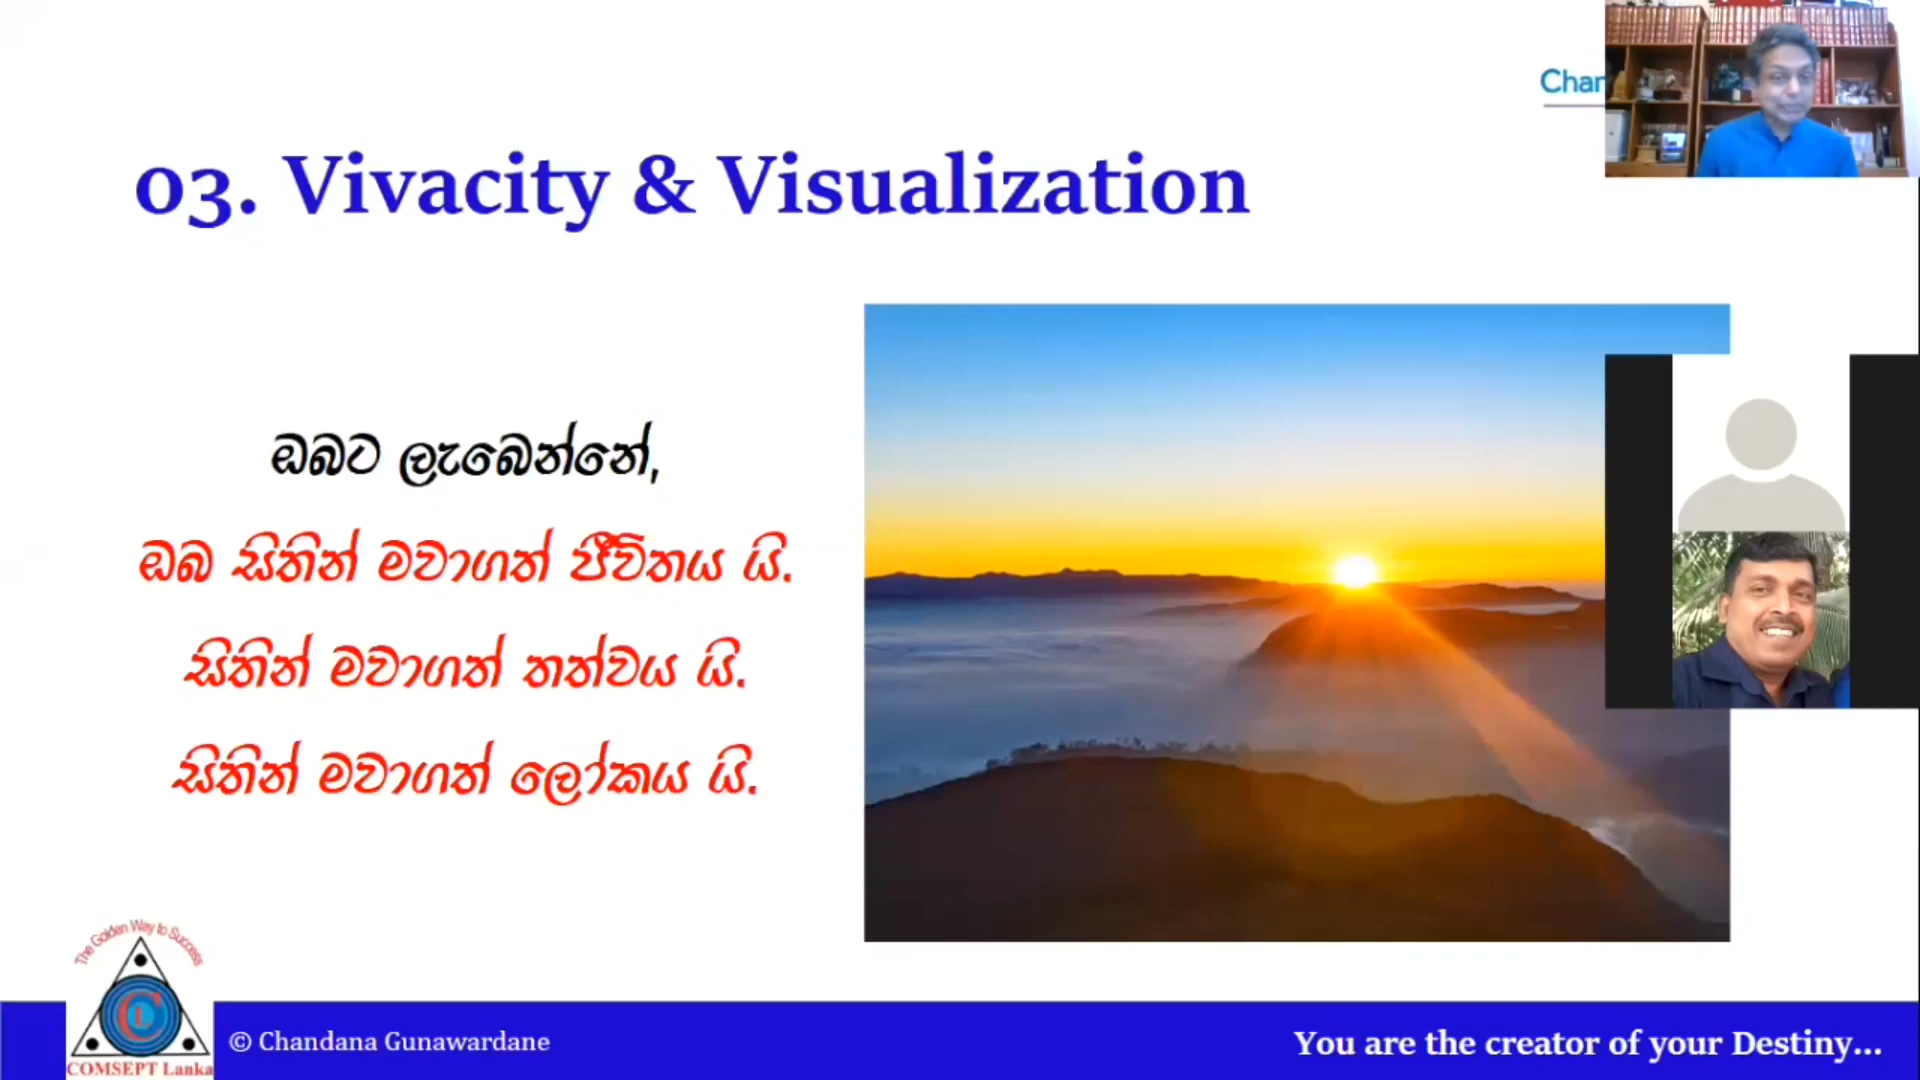 Chan
03. Vivacity & Visualization
ඔබට ලැබෙන්නේ,
ඔබ සිතින් මවාගත් ජීවිතය යි.
සිතින් මවාගත් තත්වය යි.
සිතින් මවාගත් ලෝකය යි.
The Golden Way to Success
COMSEPT Lanka
© Chandana Gunawardane
You are the creator of your Destiny...